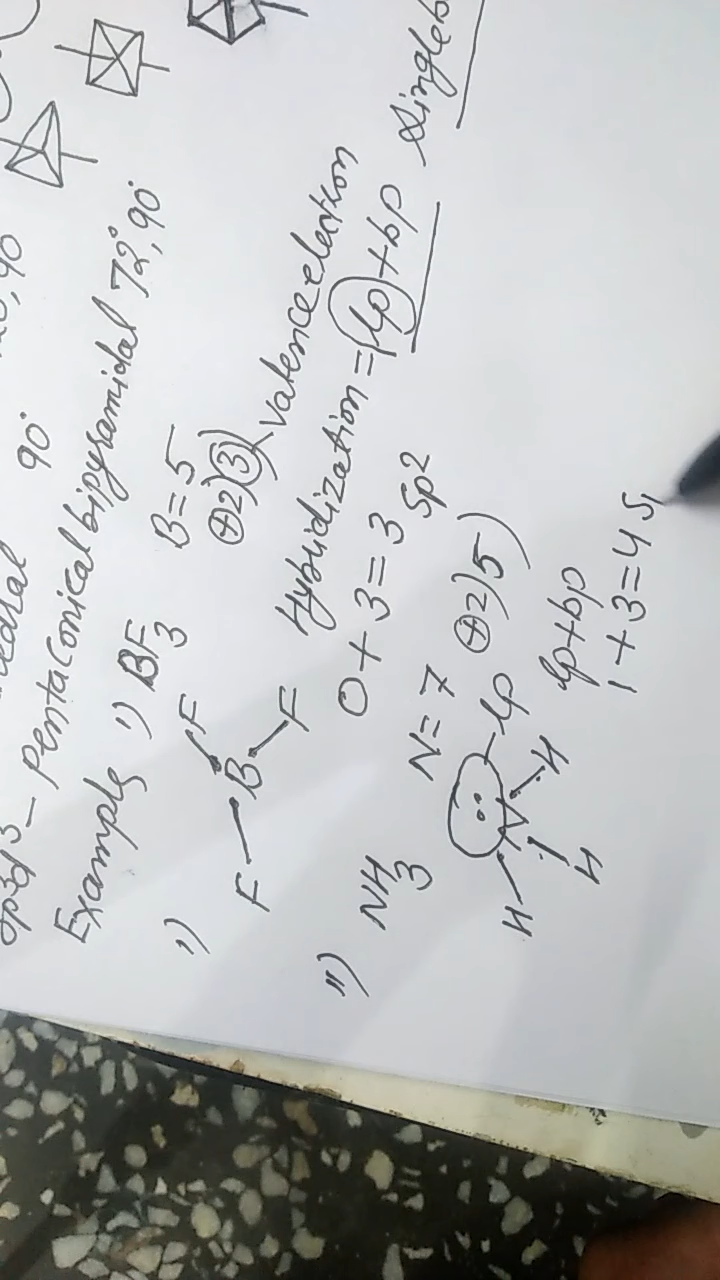 90°
sp3d3 - Pentaconical bipyramidal 72°, 90°
Example i) BF3 B=5
+2)3) valence electron
i) F B F F
Hybridization = lp + bp Single b
0+3=3 Sp2
ii) NH3 N=7 +2)5)
H N H H lp
lp+bp
1+3=4 S